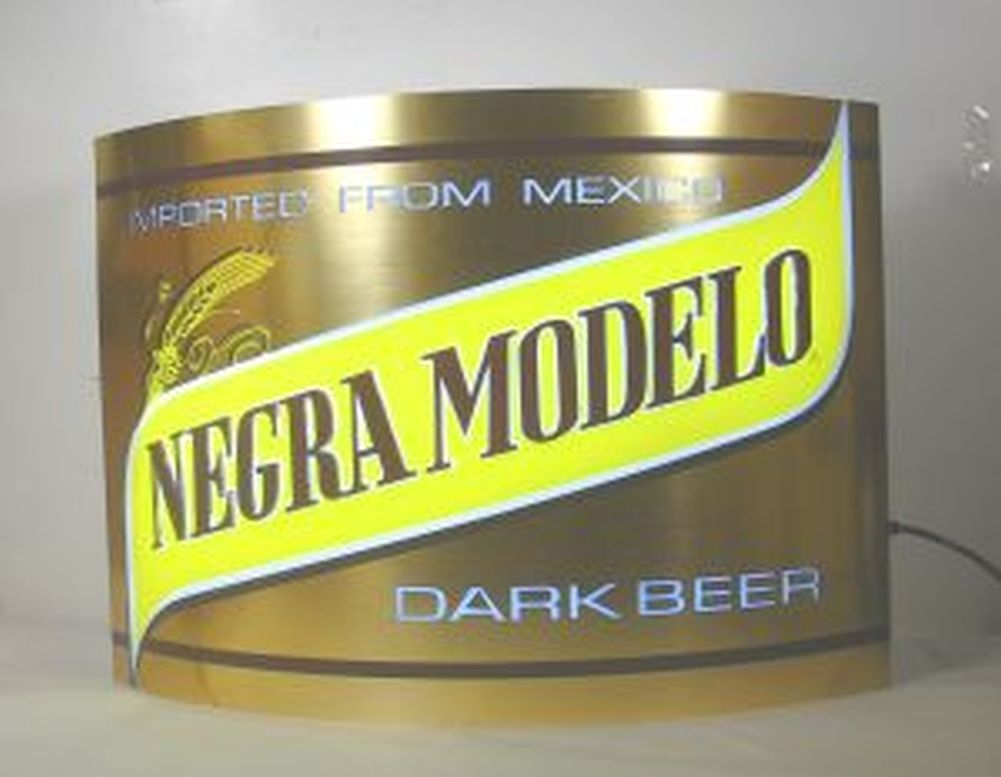 IMPORTED FROM MEXICO
NEGRA MODELO
DARK BEER